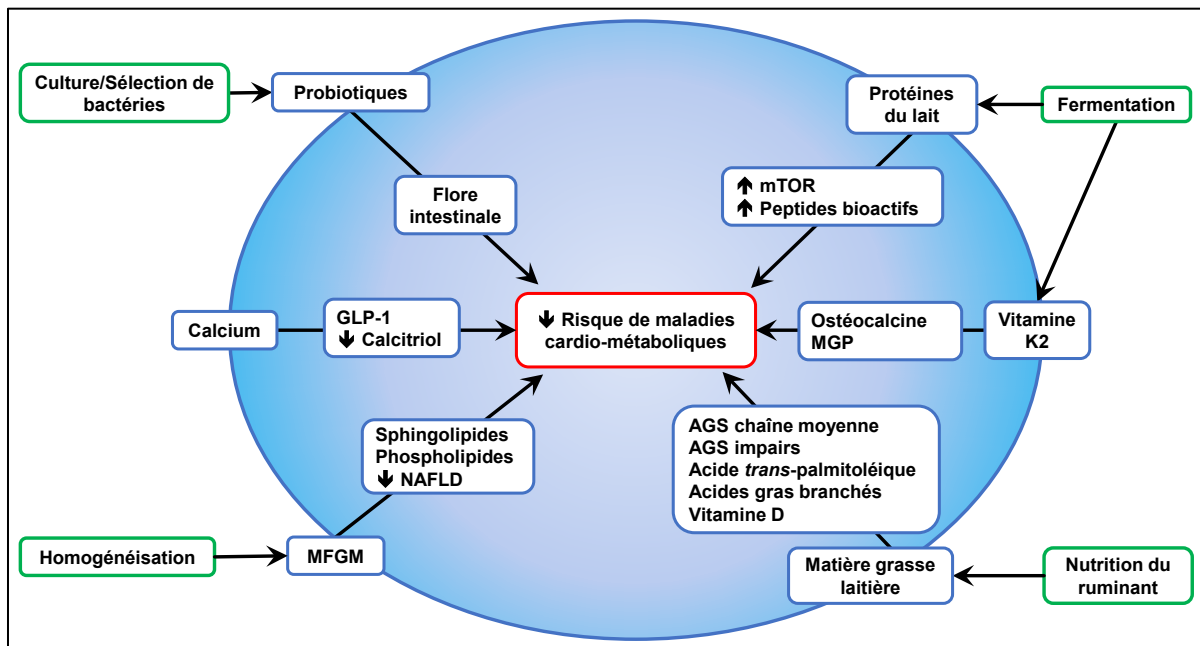 Culture/Sélection de
bactéries
Probiotiques
Protéines
du lait
Fermentation
Flore
intestinale
🡹 mTOR
🡹 Peptides bioactifs
Calcium
GLP-1
🡻 Calcitriol
🡻 Risque de maladies
cardio-métaboliques
Ostéocalcine
MGP
Vitamine
K2
Sphingolipides
Phospholipides
🡻 NAFLD
AGS chaîne moyenne
AGS impairs
Acide trans-palmitoléique
Acides gras branchés
Vitamine D
Homogénéisation
MFGM
Matière grasse
laitière
Nutrition du
ruminant